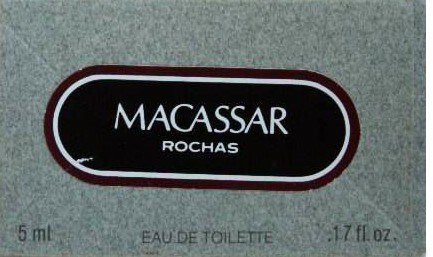 MACASSAR
ROCHAS
5 ml EAU DE TOILETTE .17 fl. oz.